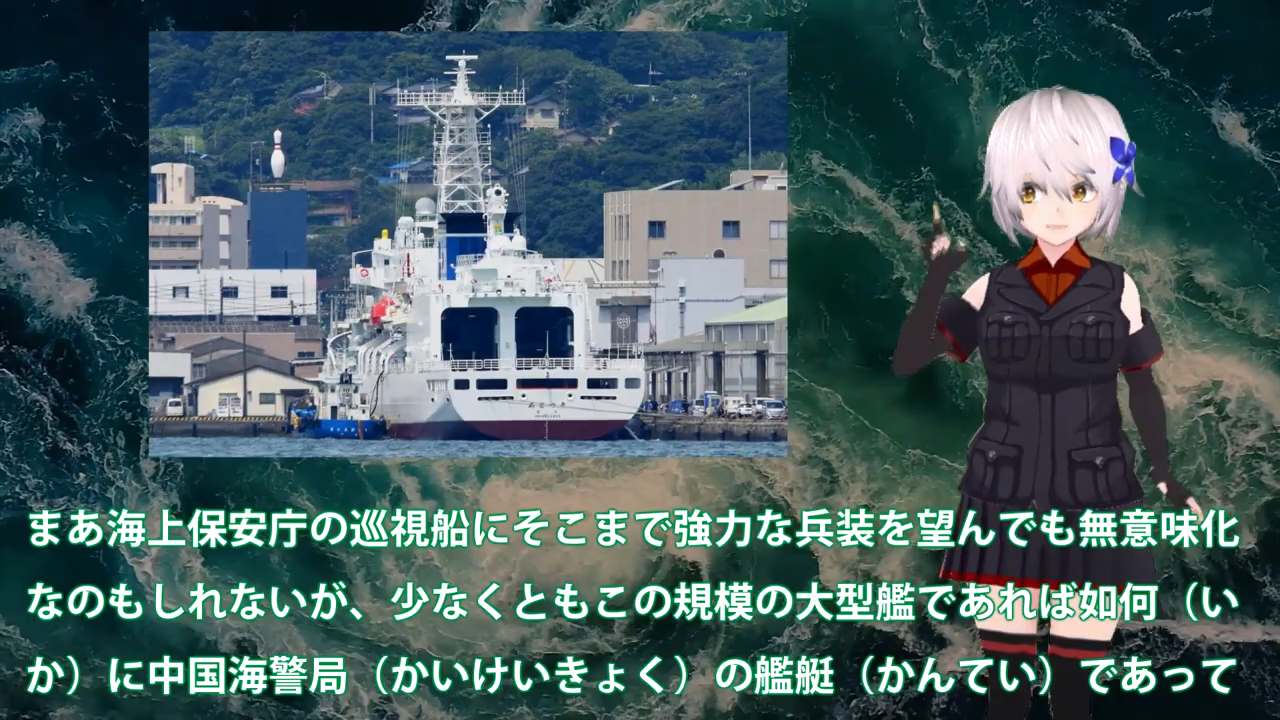 まあ海上保安庁の巡視船にそこまで強力な兵装を望んでも無意味化
なのもしれないが、少なくともこの規模の大型艦であれば如何（い
か）に中国海警局（かいけいきょく）の艦艇（かんてい）であって